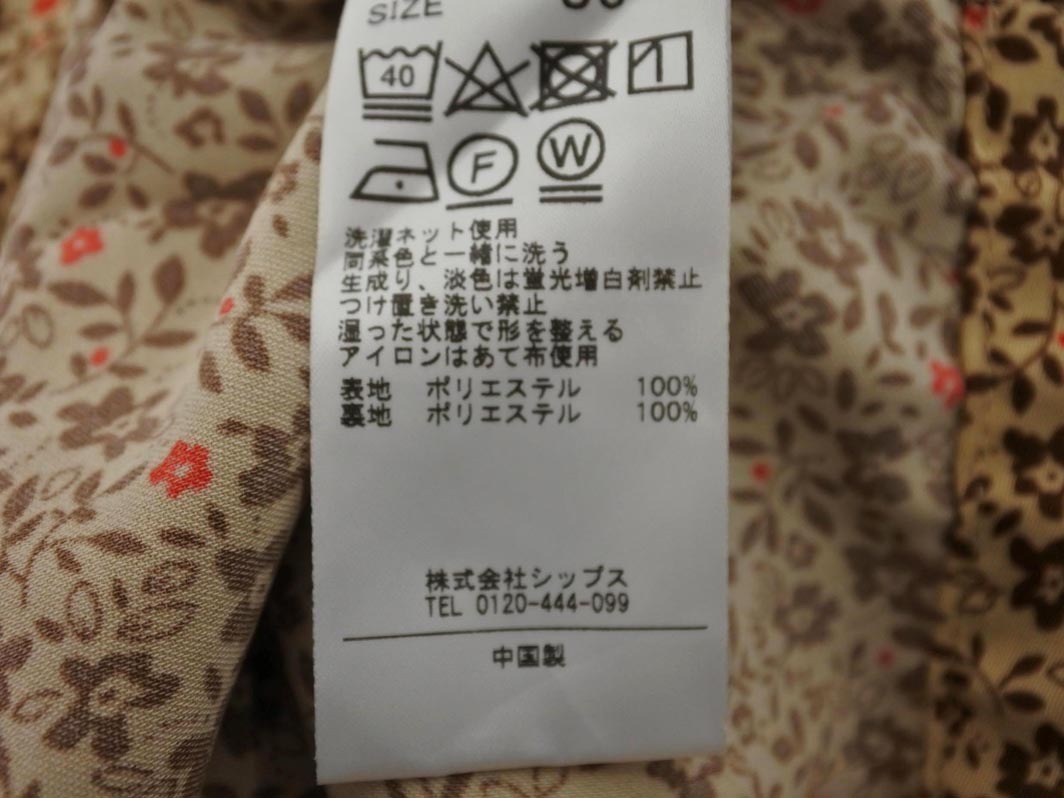 SIZE
40
F
W
洗濯ネット使用
同系色と一緒に洗う
生成り、淡色は蛍光増白剤禁止
つけ置き洗い禁止
湿った状態で形を整える
アイロンはあて布使用
表地 ポリエステル 100%
裏地 ポリエステル 100%
株式会社シップス
TEL 0120-444-099
中国製